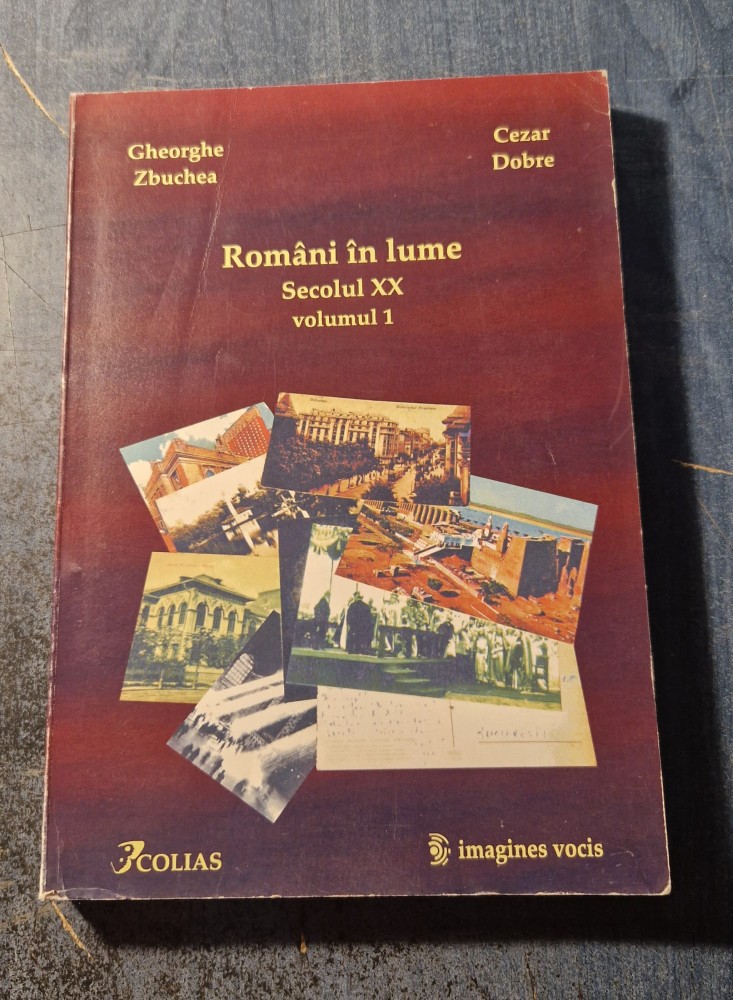 Gheorghe
Zbuchea
Cezar
Dobre
Români în lume
Secolul XX
volumul 1
COLIAS
imagines vocis